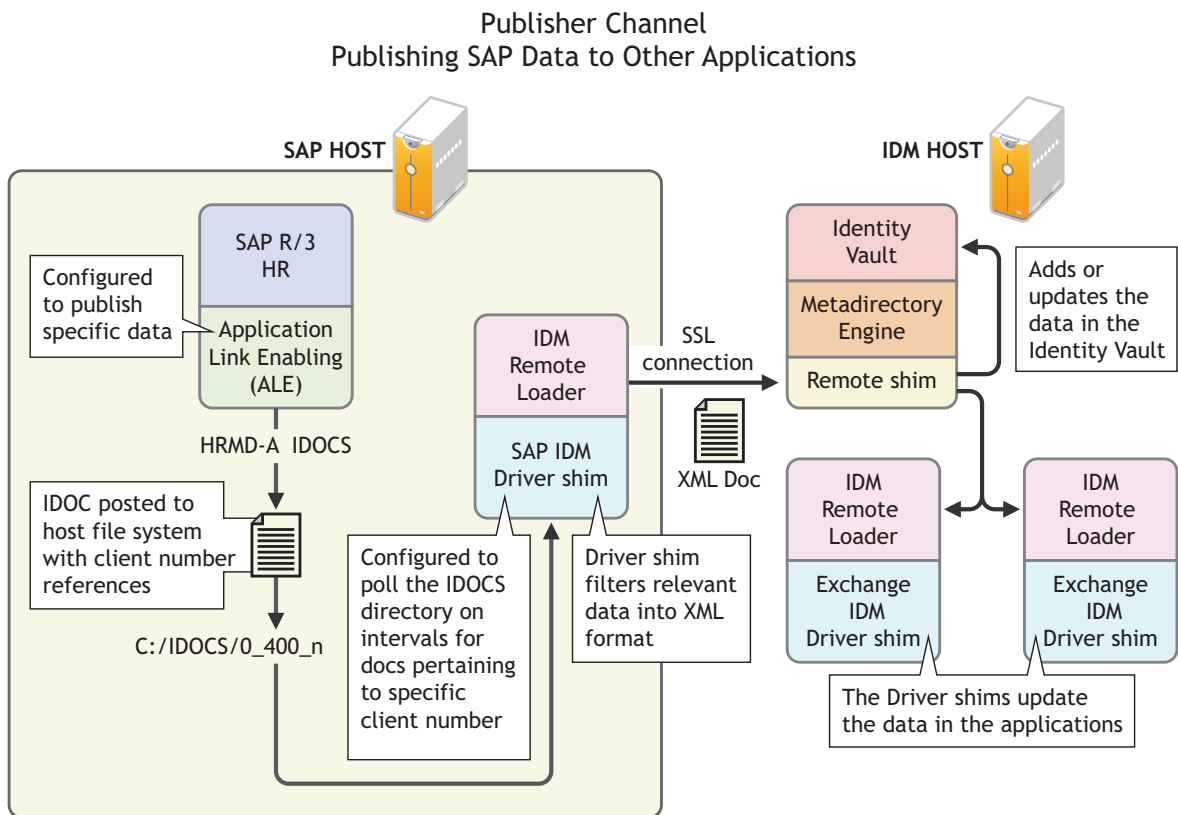 Publisher Channel
Publishing SAP Data to Other Applications
SAP HOST
IDM HOST
SAP R/3
HR
Application
Link Enabling
(ALE)
Configured
to publish
specific data
HRMD-A IDOCS
IDOC posted to
host file system
with client number
references
C:/IDOCS/0_400_n
IDM
Remote
Loader
SAP IDM
Driver shim
Configured to
poll the IDOCS
directory on
intervals for
docs pertaining
to specific
client number
Driver shim
filters relevant
data into XML
format
SSL
connection
XML Doc
Identity
Vault
Metadirectory
Engine
Remote shim
Adds or
updates the
data in the
Identity Vault
IDM
Remote
Loader
Exchange
IDM
Driver shim
IDM
Remote
Loader
Exchange
IDM
Driver shim
The Driver shims update
the data in the applications